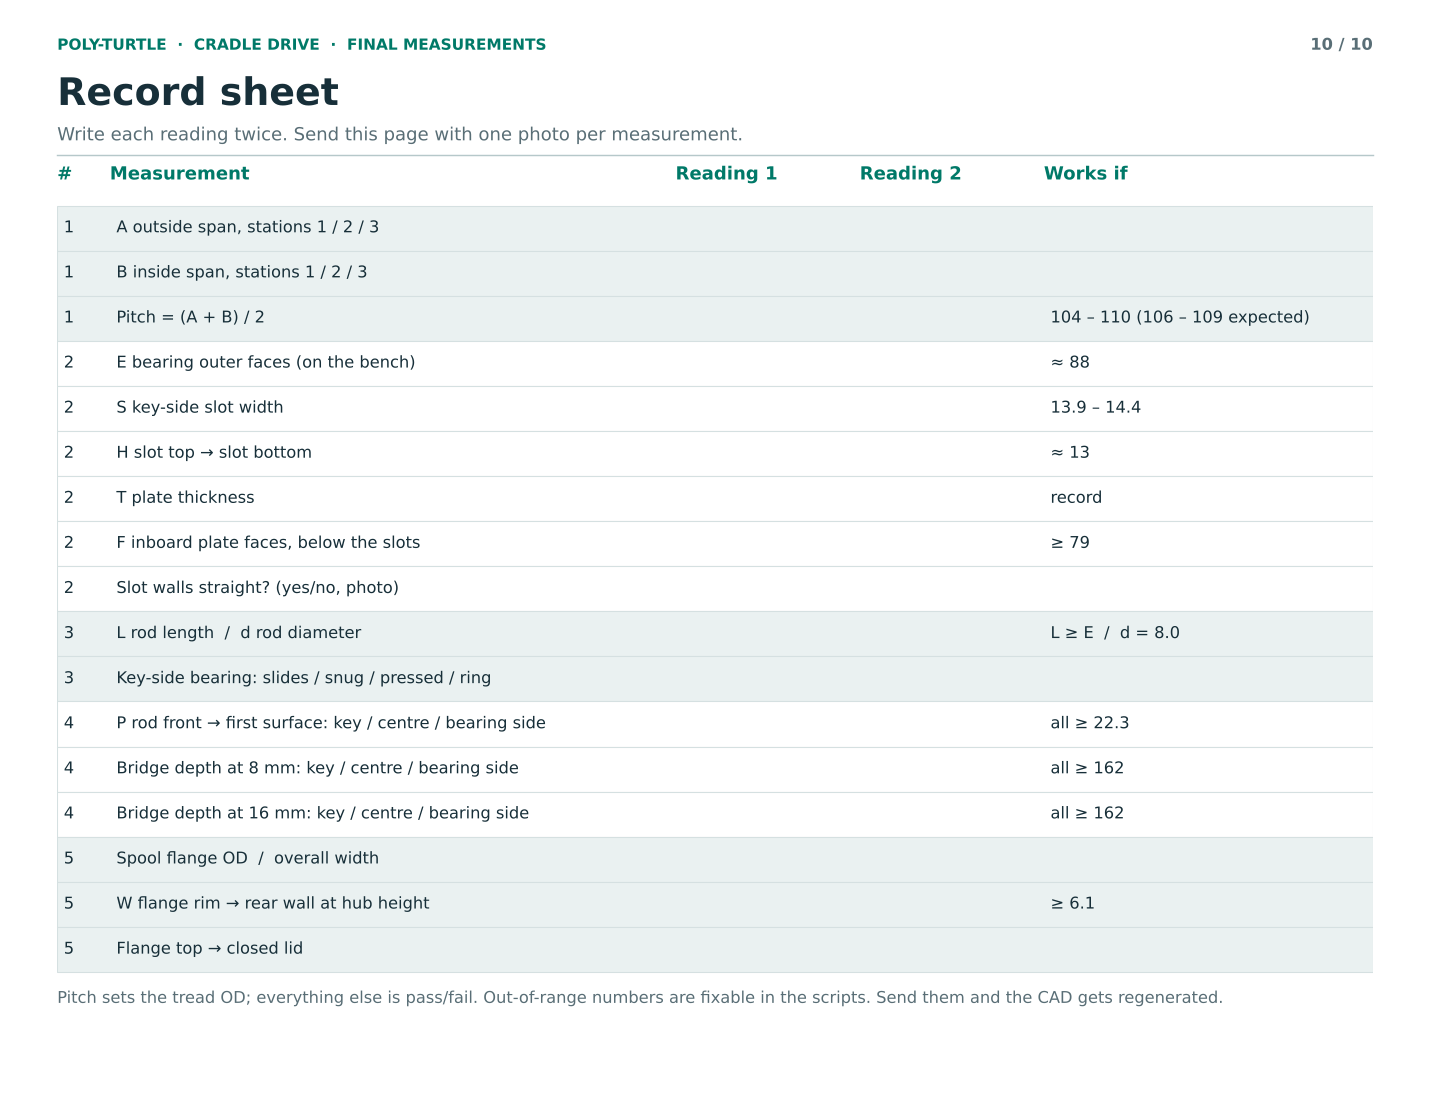 POLY-TURTLE · CRADLE DRIVE · FINAL MEASUREMENTS 10 / 10
Record sheet
Write each reading twice. Send this page with one photo per measurement.
# Measurement Reading 1 Reading 2 Works if
1 A outside span, stations 1 / 2 / 3
1 B inside span, stations 1 / 2 / 3
1 Pitch = (A + B) / 2 104 – 110 (106 – 109 expected)
2 E bearing outer faces (on the bench) ≈ 88
2 S key-side slot width 13.9 – 14.4
2 H slot top → slot bottom ≈ 13
2 T plate thickness record
2 F inboard plate faces, below the slots ≥ 79
2 Slot walls straight? (yes/no, photo)
3 L rod length / d rod diameter L ≥ E / d = 8.0
3 Key-side bearing: slides / snug / pressed / ring
4 P rod front → first surface: key / centre / bearing side all ≥ 22.3
4 Bridge depth at 8 mm: key / centre / bearing side all ≥ 162
4 Bridge depth at 16 mm: key / centre / bearing side all ≥ 162
5 Spool flange OD / overall width
5 W flange rim → rear wall at hub height ≥ 6.1
5 Flange top → closed lid
Pitch sets the tread OD; everything else is pass/fail. Out-of-range numbers are fixable in the scripts. Send them and the CAD gets regenerated.